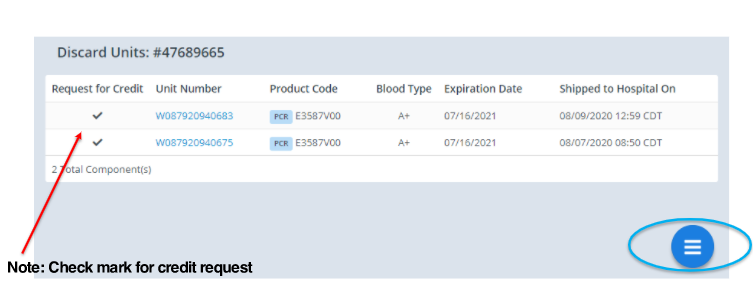 Discard Units: #47689665
Request for Credit Unit Number Product Code Blood Type Expiration Date Shipped to Hospital On
✓ W087920940683 PCR E3587V00 A+ 07/16/2021 08/09/2020 12:59 CDT
✓ W087920940675 PCR E3587V00 A+ 07/16/2021 08/07/2020 08:50 CDT
2 Total Component(s)
Note: Check mark for credit request